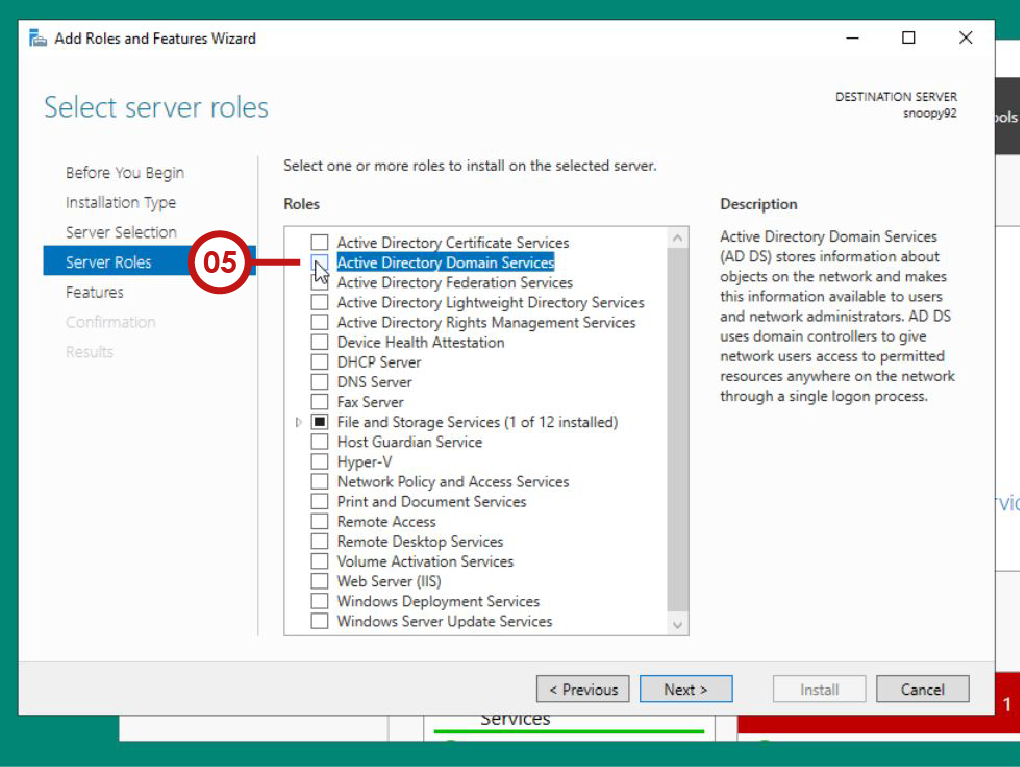 Add Roles and Features Wizard
Select server roles
DESTINATION SERVER
snoopy92
Before You Begin
Installation Type
Server Selection
Server Roles
Features
Confirmation
Results
05
Select one or more roles to install on the selected server.
Roles
Active Directory Certificate Services
Active Directory Domain Services
Active Directory Federation Services
Active Directory Lightweight Directory Services
Active Directory Rights Management Services
Device Health Attestation
DHCP Server
DNS Server
Fax Server
File and Storage Services (1 of 12 installed)
Host Guardian Service
Hyper-V
Network Policy and Access Services
Print and Document Services
Remote Access
Remote Desktop Services
Volume Activation Services
Web Server (IIS)
Windows Deployment Services
Windows Server Update Services
Description
Active Directory Domain Services
(AD DS) stores information about
objects on the network and makes
this information available to users
and network administrators. AD DS
uses domain controllers to give
network users access to permitted
resources anywhere on the network
through a single logon process.
< Previous
Next >
Install
Cancel
Services
1